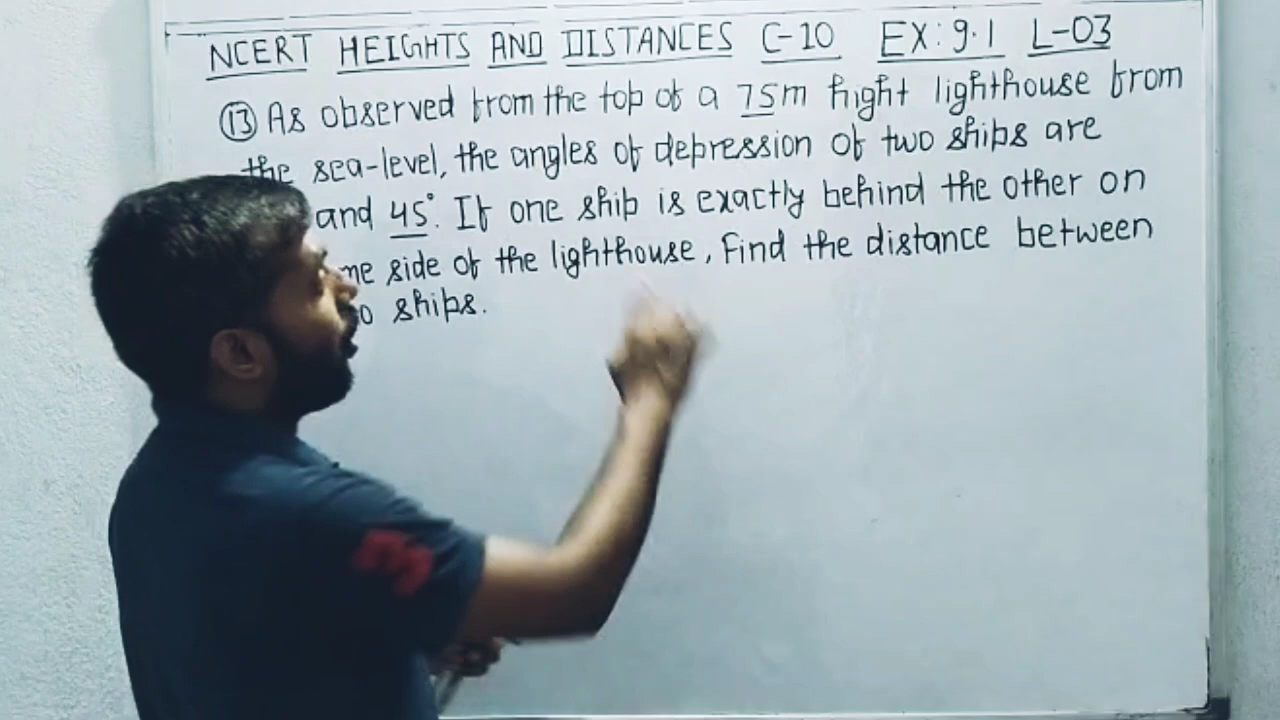 NCERT HEIGHTS AND DISTANCES C-10 EX: 9.1 L-03
(13) As observed from the top of a 75m hight lighthouse from
the sea-level, the angles of depression of two ships are
and 45°. If one ship is exactly behind the other on
side of the lighthouse, Find the distance between
ships.